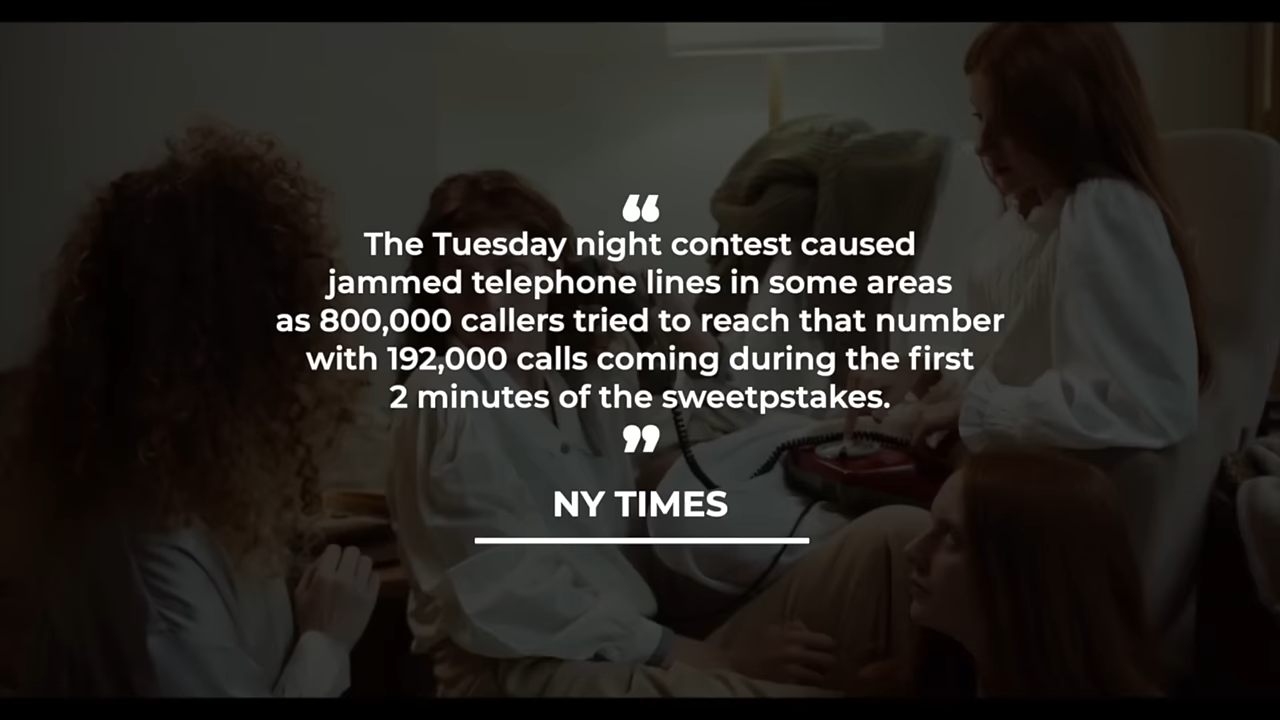 “
The Tuesday night contest caused
jammed telephone lines in some areas
as 800,000 callers tried to reach that number
with 192,000 calls coming during the first
2 minutes of the sweetpstakes.
”
NY TIMES